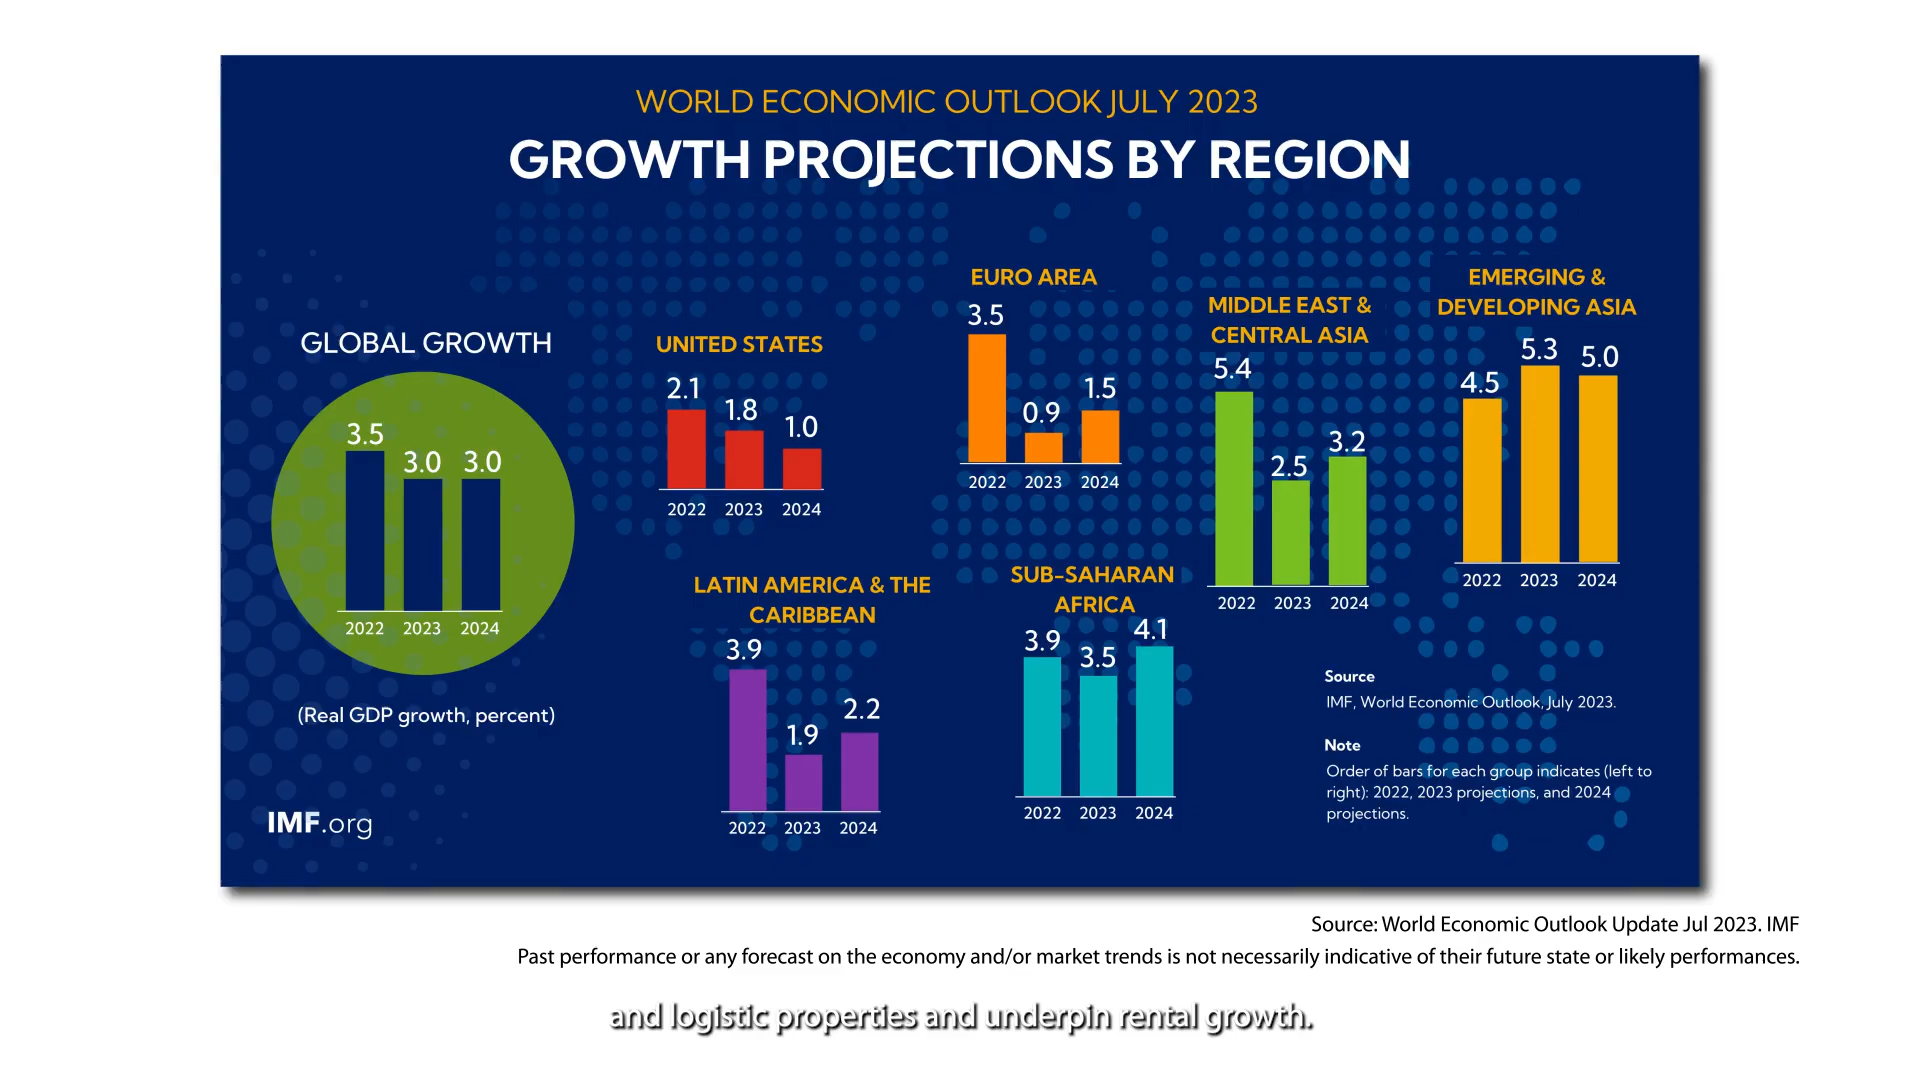 WORLD ECONOMIC OUTLOOK JULY 2023
GROWTH PROJECTIONS BY REGION
GLOBAL GROWTH
3.5 3.0 3.0
2022 2023 2024
(Real GDP growth, percent)
IMF.org
UNITED STATES
2.1 1.8 1.0
2022 2023 2024
LATIN AMERICA & THE
CARIBBEAN
3.9 1.9 2.2
2022 2023 2024
EURO AREA
3.5 0.9 1.5
2022 2023 2024
SUB-SAHARAN
AFRICA
3.9 3.5 4.1
2022 2023 2024
MIDDLE EAST &
CENTRAL ASIA
5.4 2.5 3.2
2022 2023 2024
EMERGING &
DEVELOPING ASIA
4.5 5.3 5.0
2022 2023 2024
Source
IMF, World Economic Outlook, July 2023.
Note
Order of bars for each group indicates (left to
right): 2022, 2023 projections, and 2024
projections.
Source: World Economic Outlook Update Jul 2023. IMF
Past performance or any forecast on the economy and/or market trends is not necessarily indicative of their future state or likely performances.
and logistic properties and underpin rental growth.